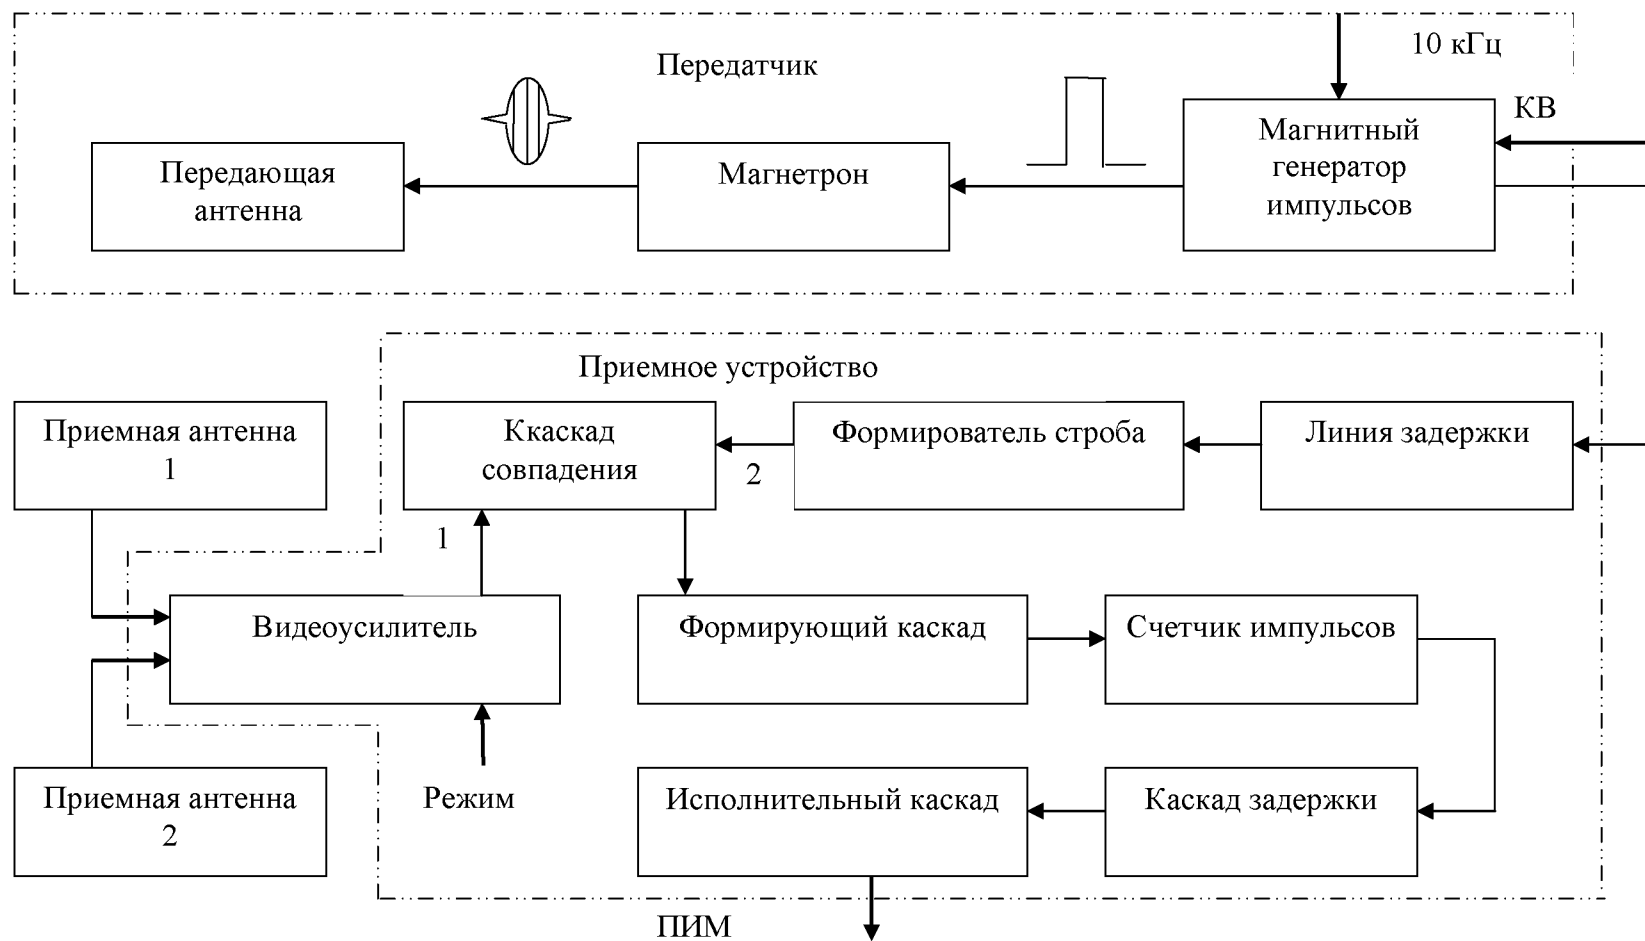 10 кГц
Передатчик
КВ
Магнитный
генератор
импульсов
Передающая
антенна
Магнетрон
Приемное устройство
Приемная антенна
1
Ккаскад
совпадения
2
Формирователь строба
Линия задержки
1
Видеоусилитель
Формирующий каскад
Счетчик импульсов
Приемная антенна
2
Режим
Исполнительный каскад
Каскад задержки
ПИМ